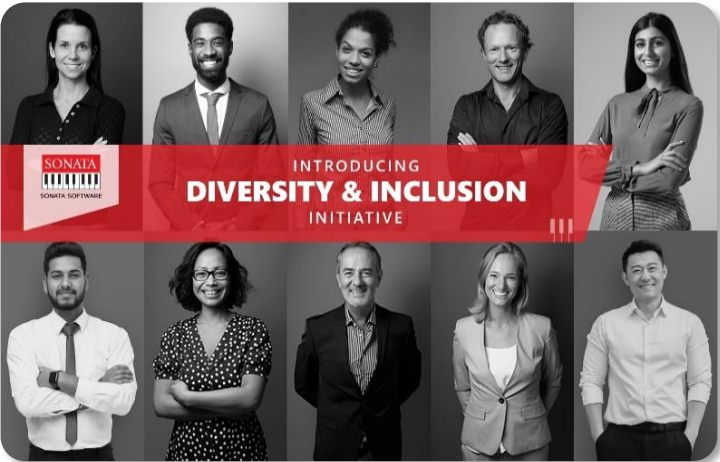 SONATA
SONATA SOFTWARE
INTRODUCING
DIVERSITY & INCLUSION
INITIATIVE